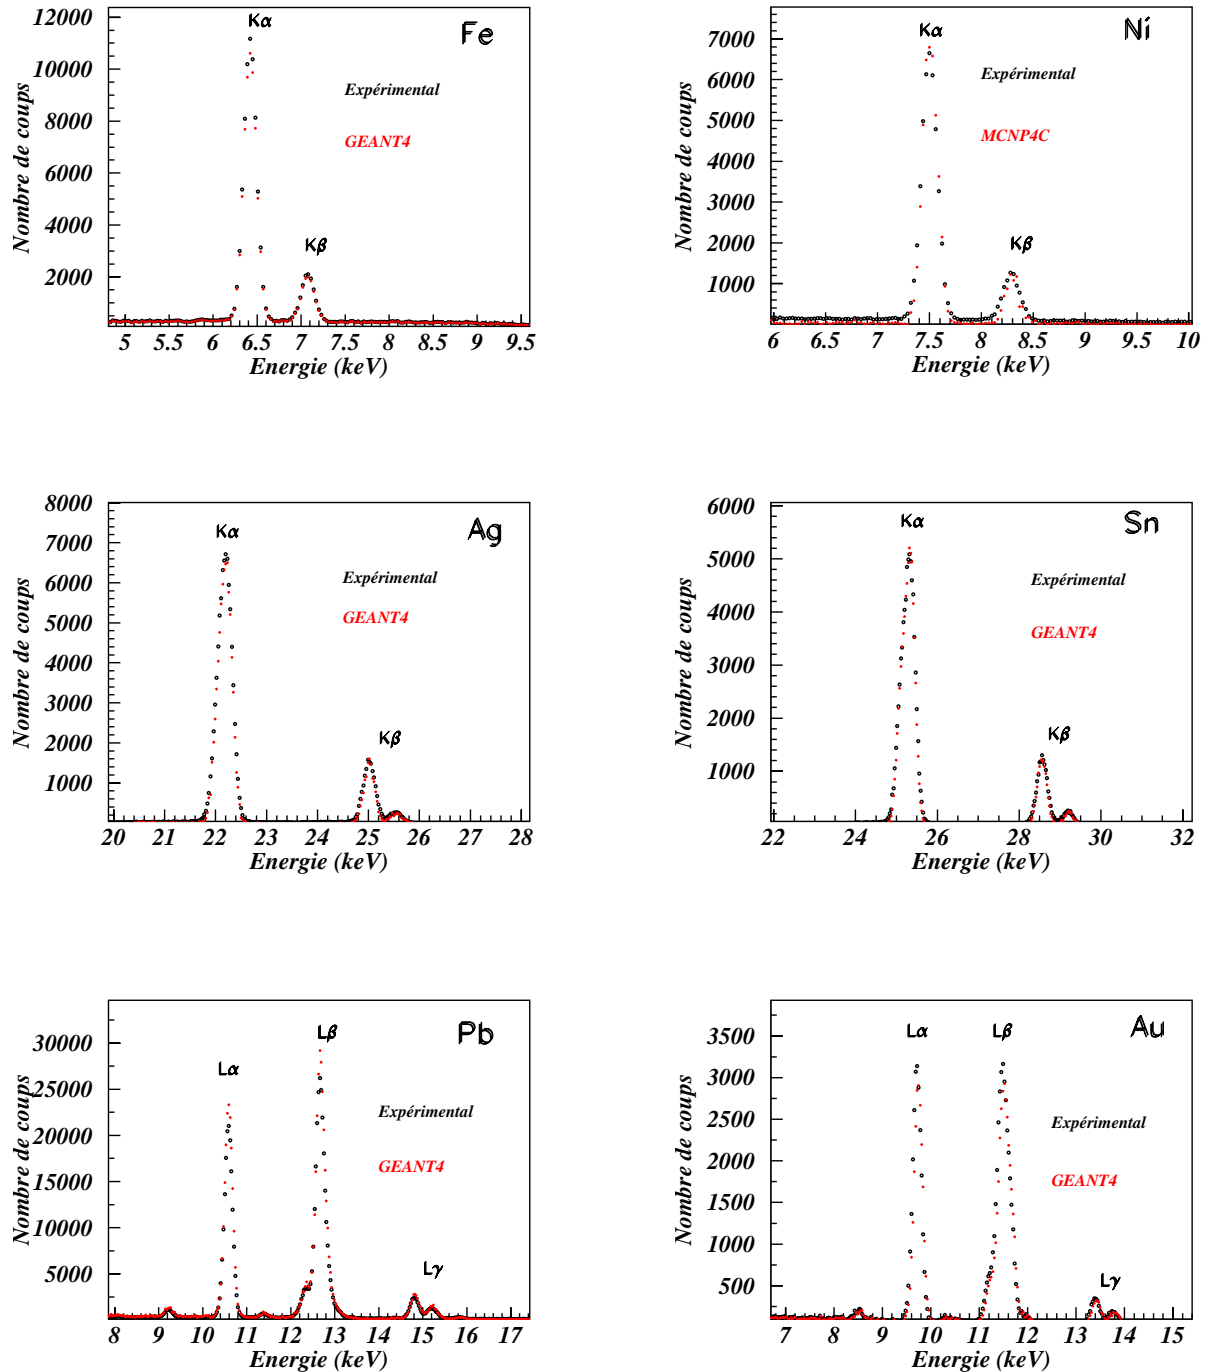 Fe
Kα
Kβ
Expérimental
GEANT4
Nombre de coups
12000
10000
8000
6000
4000
2000
5 5.5 6 6.5 7 7.5 8 8.5 9 9.5
Energie (keV)
Ni
Kα
Kβ
Expérimental
MCNP4C
Nombre de coups
7000
6000
5000
4000
3000
2000
1000
6 6.5 7 7.5 8 8.5 9 9.5 10
Energie (keV)
Ag
Kα
Kβ
Expérimental
GEANT4
Nombre de coups
8000
7000
6000
5000
4000
3000
2000
1000
20 21 22 23 24 25 26 27 28
Energie (keV)
Sn
Kα
Kβ
Expérimental
GEANT4
Nombre de coups
6000
5000
4000
3000
2000
1000
22 24 26 28 30 32
Energie (keV)
Pb
Lα
Lβ
Lγ
Expérimental
GEANT4
Nombre de coups
30000
25000
20000
15000
10000
5000
8 9 10 11 12 13 14 15 16 17
Energie (keV)
Au
Lα
Lβ
Lγ
Expérimental
GEANT4
Nombre de coups
3500
3000
2500
2000
1500
1000
500
7 8 9 10 11 12 13 14 15
Energie (keV)